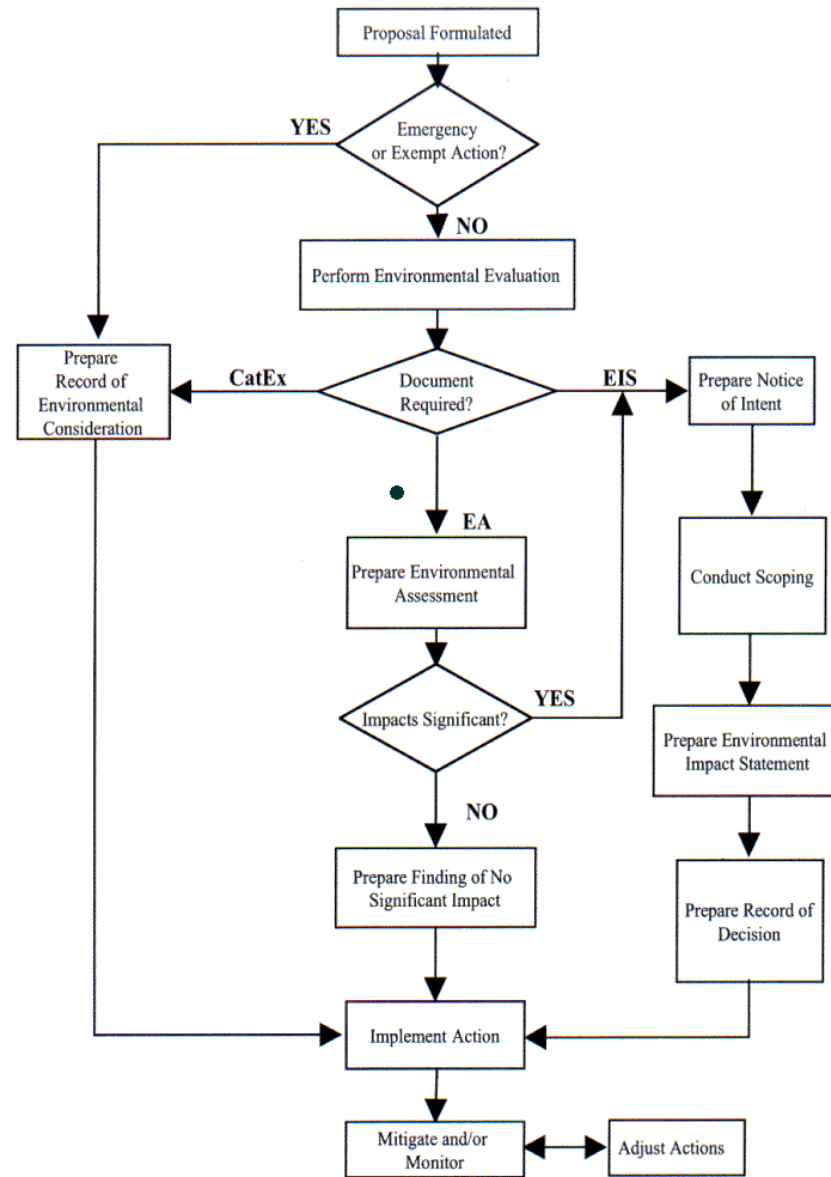 Proposal Formulated
YES
Emergency
or Exempt Action?
NO
Perform Environmental Evaluation
Prepare
Record of
Environmental
Consideration
CatEx
Document
Required?
EIS
Prepare Notice
of Intent
EA
Prepare Environmental
Assessment
Conduct Scoping
Impacts Significant?
YES
Prepare Environmental
Impact Statement
NO
Prepare Finding of No
Significant Impact
Prepare Record of
Decision
Implement Action
Mitigate and/or
Monitor
Adjust Actions